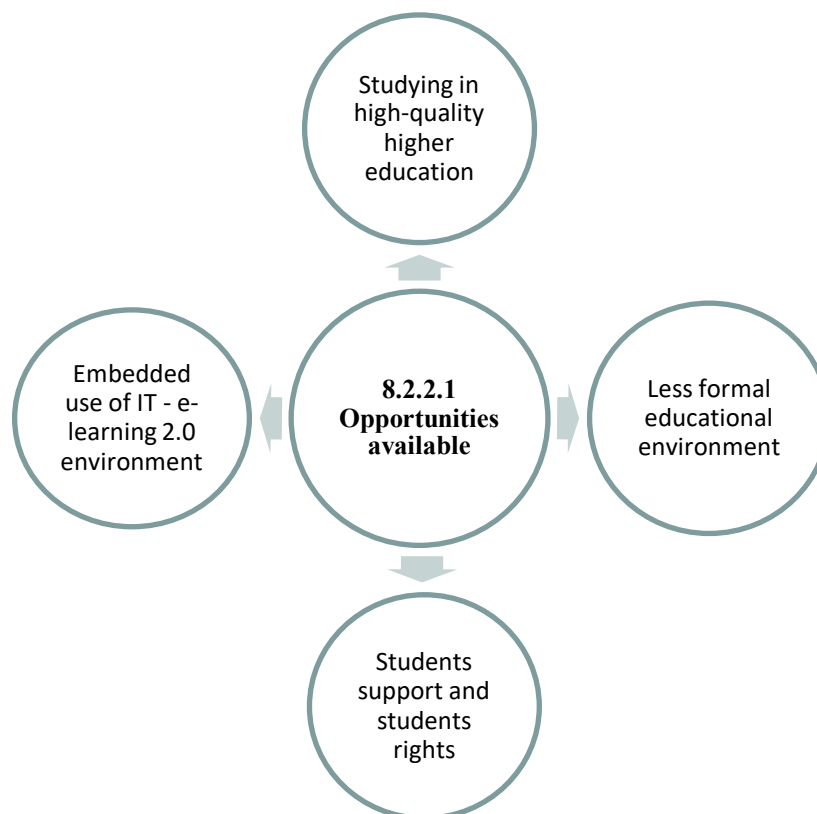 Studying in
high-quality
higher
education
Embedded
use of IT - e-
learning 2.0
environment
8.2.2.1
Opportunities
available
Less formal
educational
environment
Students
support and
students
rights